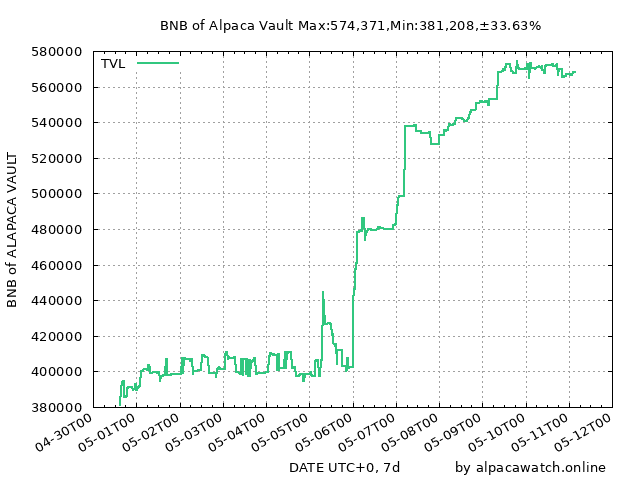 BNB of Alpaca Vault Max:574,371,Min:381,208,±33.63%
TVL
BNB of ALAPACA VAULT
580000
560000
540000
520000
500000
480000
460000
440000
420000
400000
380000
04-30T00
05-01T00
05-02T00
05-03T00
05-04T00
05-05T00
05-06T00
05-07T00
05-08T00
05-09T00
05-10T00
05-11T00
05-12T00
DATE UTC+0, 7d
by alpacawatch.online